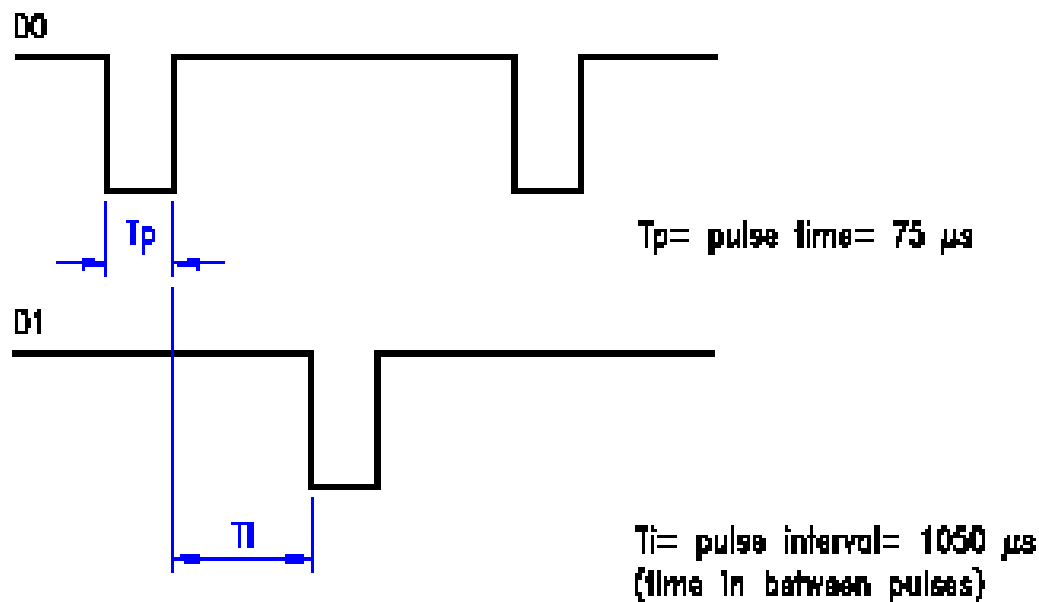 D0
Tp
Tp= pulse time= 75 μs
D1
Ti
Ti= pulse interval= 1050 μs
(time in between pulses)